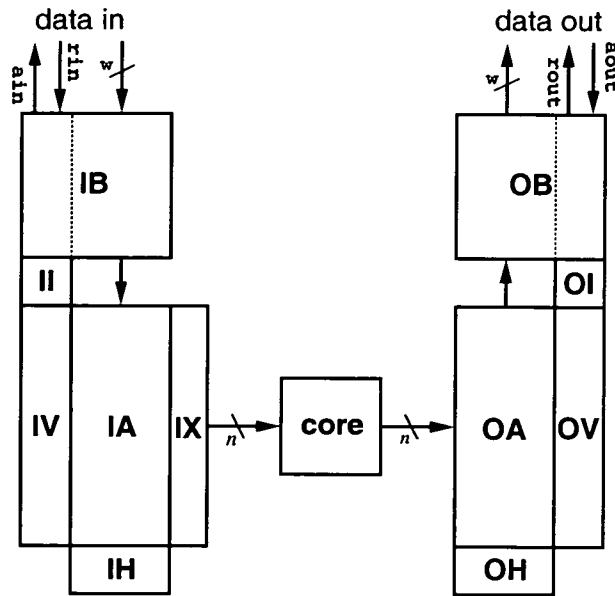 data in
data out
ain
rin
w
w
rout
aout
IB
OB
II
OI
IV
IA
IX
n
core
n
OA
OV
IH
OH